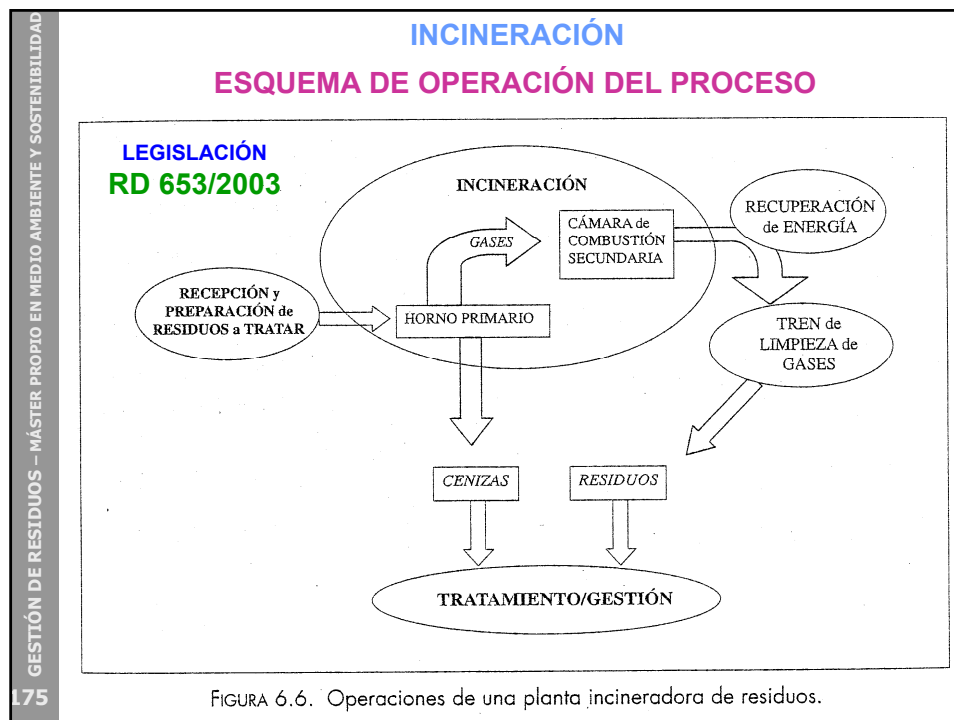 INCINERACIÓN
ESQUEMA DE OPERACIÓN DEL PROCESO
LEGISLACIÓN
RD 653/2003
INCINERACIÓN
GASES
CÁMARA de
COMBUSTIÓN
SECUNDARIA
RECUPERACIÓN
de ENERGÍA
RECEPCIÓN y
PREPARACIÓN de
RESIDUOS a TRATAR
HORNO PRIMARIO
TREN de
LIMPIEZA de
GASES
CENIZAS
RESIDUOS
TRATAMIENTO/GESTIÓN
FIGURA 6.6. Operaciones de una planta incineradora de residuos.
GESTIÓN DE RESIDUOS – MÁSTER PROPIO EN MEDIO AMBIENTE Y SOSTENIBILIDAD
175